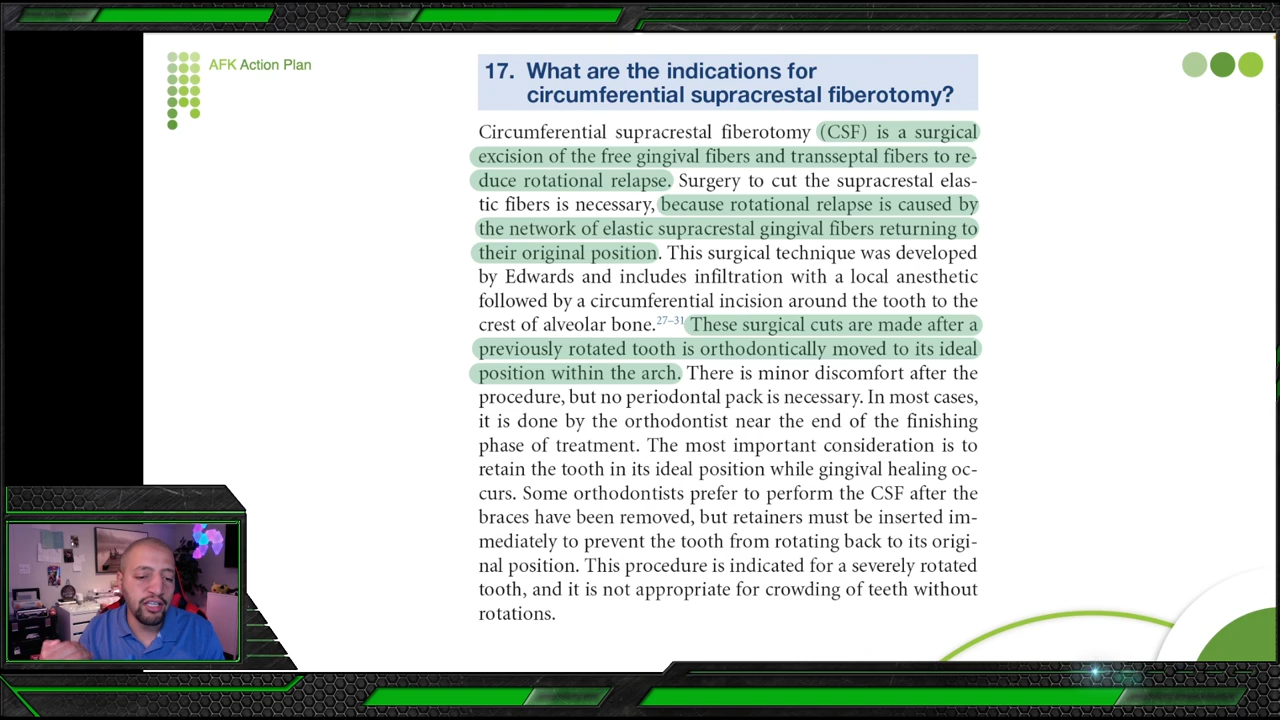 AFK Action Plan
17. What are the indications for
circumferential supracrestal fiberotomy?
Circumferential supracrestal fiberotomy (CSF) is a surgical
excision of the free gingival fibers and transseptal fibers to re-
duce rotational relapse. Surgery to cut the supracrestal elas-
tic fibers is necessary, because rotational relapse is caused by
the network of elastic supracrestal gingival fibers returning to
their original position. This surgical technique was developed
by Edwards and includes infiltration with a local anesthetic
followed by a circumferential incision around the tooth to the
crest of alveolar bone.27–31 These surgical cuts are made after a
previously rotated tooth is orthodontically moved to its ideal
position within the arch. There is minor discomfort after the
procedure, but no periodontal pack is necessary. In most cases,
it is done by the orthodontist near the end of the finishing
phase of treatment. The most important consideration is to
retain the tooth in its ideal position while gingival healing oc-
curs. Some orthodontists prefer to perform the CSF after the
braces have been removed, but retainers must be inserted im-
mediately to prevent the tooth from rotating back to its origi-
nal position. This procedure is indicated for a severely rotated
tooth, and it is not appropriate for crowding of teeth without
rotations.